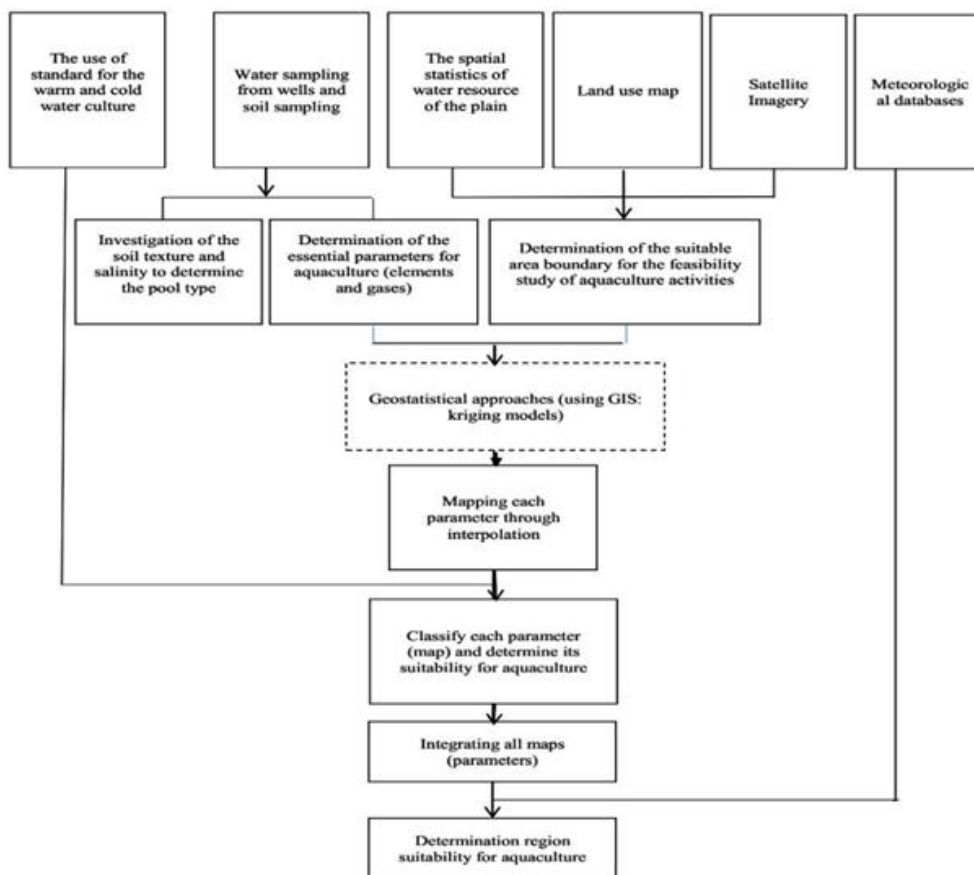 The use of
standard for the
warm and cold
water culture
Water sampling
from wells and
soil sampling
The spatial
statistics of
water resource
of the plain
Land use map
Satellite
Imagery
Meteorologic
al databases
Investigation of the
soil texture and
salinity to determine
the pool type
Determination of the
essential parameters for
aquaculture (elements
and gases)
Determination of the suitable
area boundary for the feasibility
study of aquaculture activities
Geostatistical approaches (using GIS:
kriging models)
Mapping each
parameter through
interpolation
Classify each parameter
(map) and determine its
suitability for aquaculture
Integrating all maps
(parameters)
Determination region
suitability for aquaculture